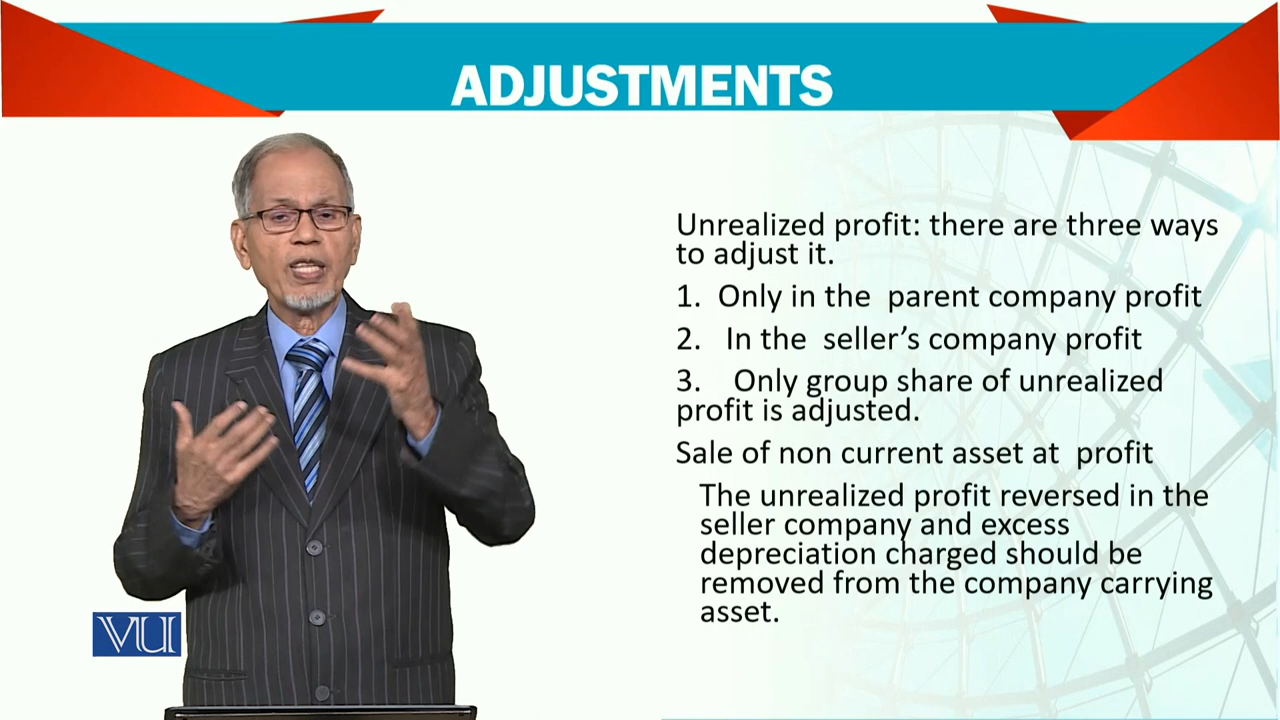 ADJUSTMENTS
Unrealized profit: there are three ways
to adjust it.
1. Only in the parent company profit
2. In the seller’s company profit
3. Only group share of unrealized
profit is adjusted.
Sale of non current asset at profit
The unrealized profit reversed in the
seller company and excess
depreciation charged should be
removed from the company carrying
asset.
VU